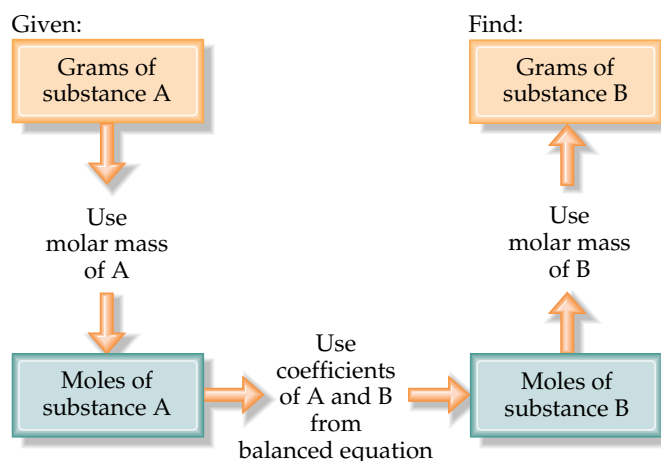 Given:
Grams of
substance A
Use
molar mass
of A
Moles of
substance A
Use
coefficients
of A and B
from
balanced equation
Moles of
substance B
Use
molar mass
of B
Find:
Grams of
substance B